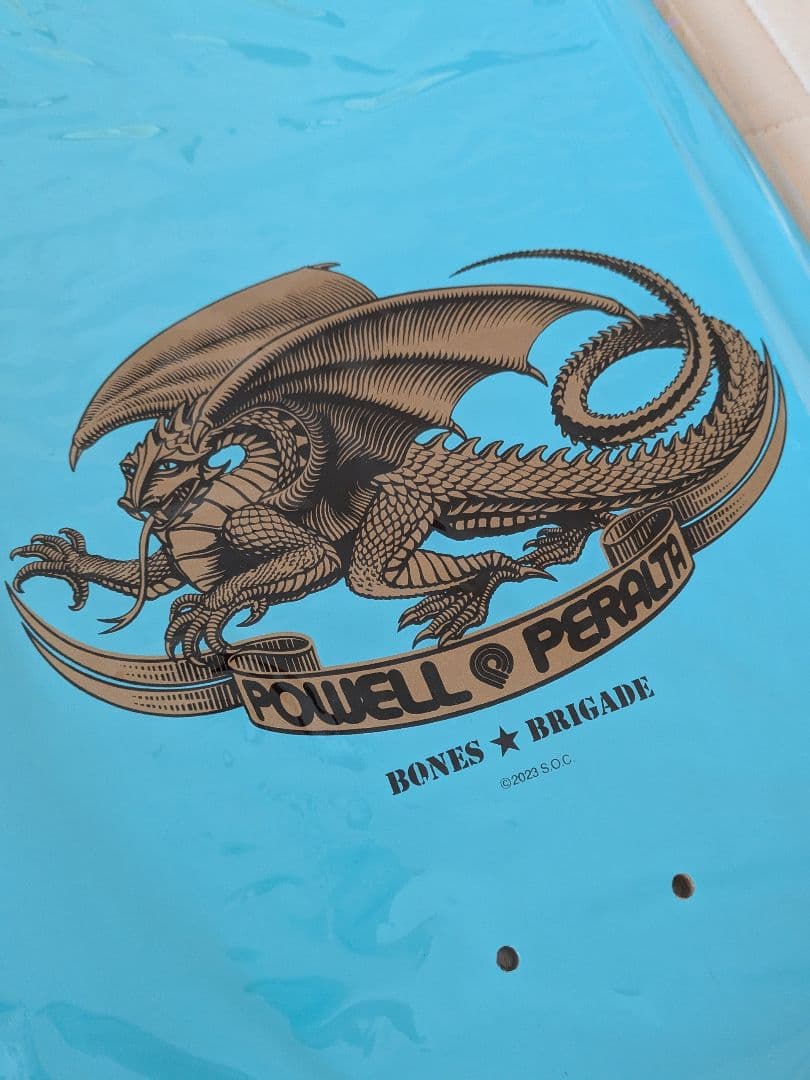 POWELL PERALTA
BONES ★ BRIGADE
©2023 S.O.C.